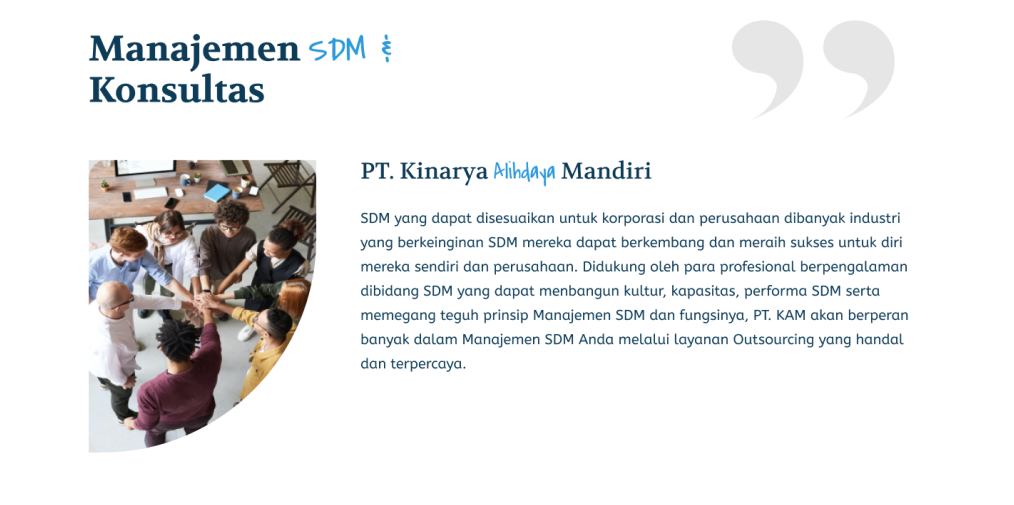 Manajemen SDM &
Konsultas
PT. Kinarya Alihdaya Mandiri
SDM yang dapat disesuaikan untuk korporasi dan perusahaan dibanyak industri
yang berkeinginan SDM mereka dapat berkembang dan meraih sukses untuk diri
mereka sendiri dan perusahaan. Didukung oleh para profesional berpengalaman
dibidang SDM yang dapat menbangun kultur, kapasitas, performa SDM serta
memegang teguh prinsip Manajemen SDM dan fungsinya, PT. KAM akan berperan
banyak dalam Manajemen SDM Anda melalui layanan Outsourcing yang handal
dan terpercaya.